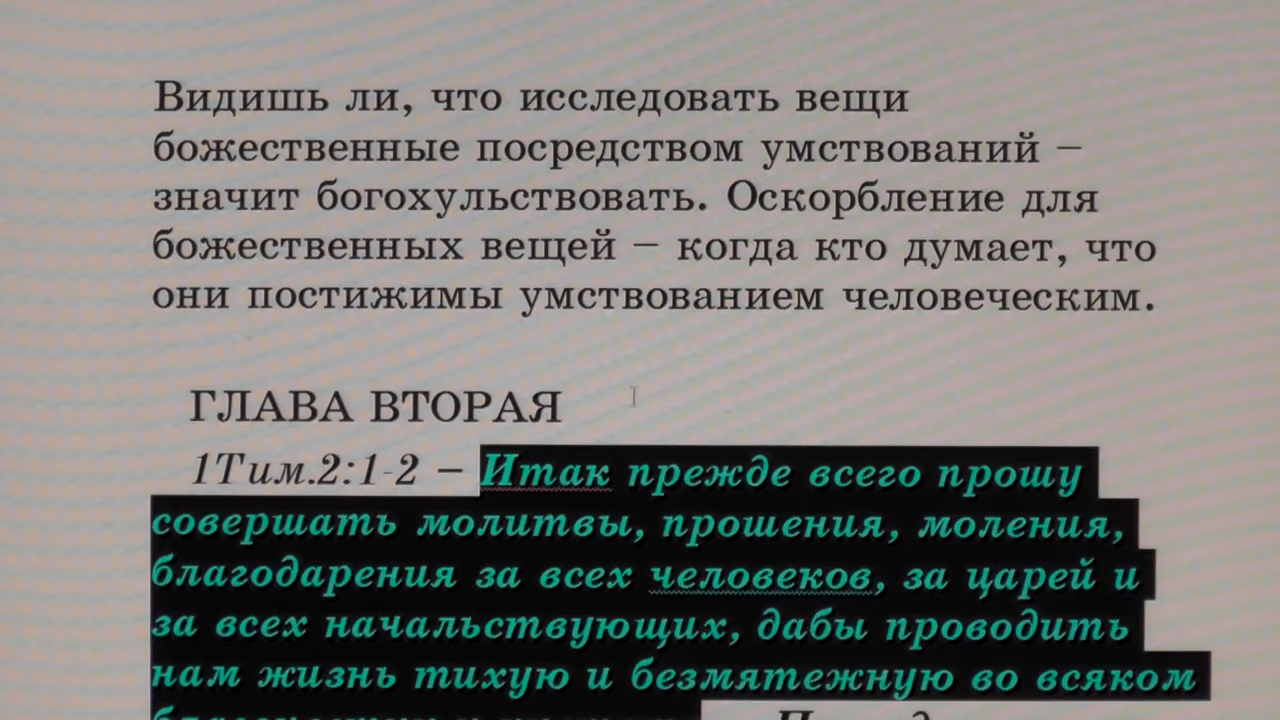 Видишь ли, что исследовать вещи
божественные посредством умствований –
значит богохульствовать. Оскорбление для
божественных вещей – когда кто думает, что
они постижимы умствованием человеческим.
ГЛАВА ВТОРАЯ
1Тим.2:1-2 – Итак прежде всего прошу
совершать молитвы, прошения, моления,
благодарения за всех человеков, за царей и
за всех начальствующих, дабы проводить
нам жизнь тихую и безмятежную во всяком